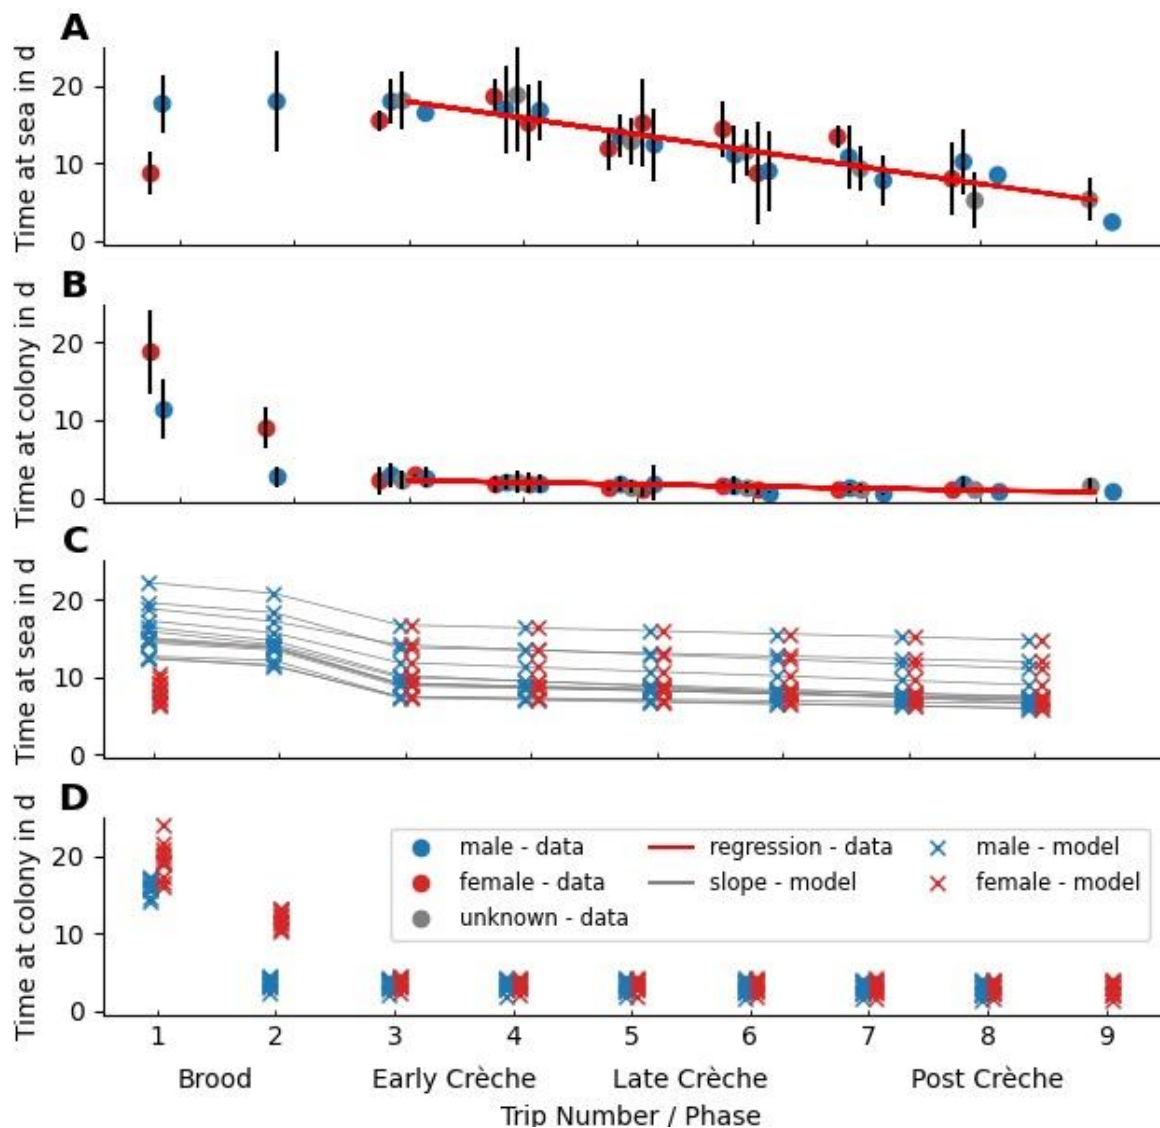 A
Time at sea in d
20
10
0
B
Time at colony in d
20
10
0
C
Time at sea in d
20
10
0
D
Time at colony in d
20
10
0
male - data
regression - data
male - model
female - data
slope - model
female - model
unknown - data
1 2 3 4 5 6 7 8 9
Brood Early Crèche Late Crèche Post Crèche
Trip Number / Phase